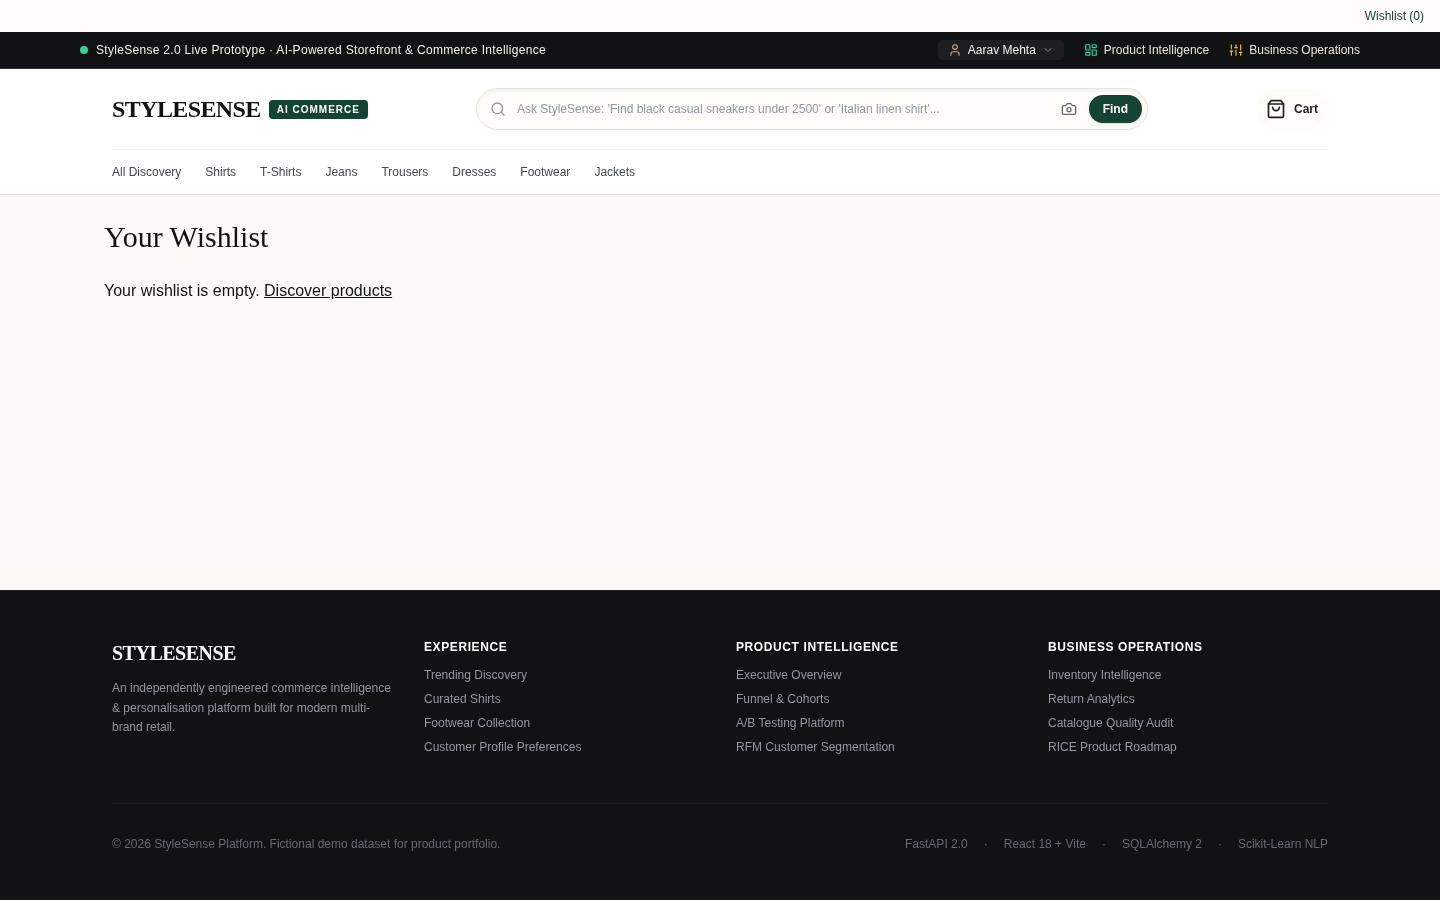 Wishlist (0)
StyleSense 2.0 Live Prototype · AI-Powered Storefront & Commerce Intelligence
Aarav Mehta
Product Intelligence
Business Operations
STYLESENSE
AI COMMERCE
Ask StyleSense: 'Find black casual sneakers under 2500' or 'Italian linen shirt'...
Find
Cart
All Discovery
Shirts
T-Shirts
Jeans
Trousers
Dresses
Footwear
Jackets
Your Wishlist
Your wishlist is empty. Discover products
STYLESENSE
An independently engineered commerce intelligence
& personalisation platform built for modern multi-
brand retail.
EXPERIENCE
Trending Discovery
Curated Shirts
Footwear Collection
Customer Profile Preferences
PRODUCT INTELLIGENCE
Executive Overview
Funnel & Cohorts
A/B Testing Platform
RFM Customer Segmentation
BUSINESS OPERATIONS
Inventory Intelligence
Return Analytics
Catalogue Quality Audit
RICE Product Roadmap
© 2026 StyleSense Platform. Fictional demo dataset for product portfolio.
FastAPI 2.0 · React 18 + Vite · SQLAlchemy 2 · Scikit-Learn NLP